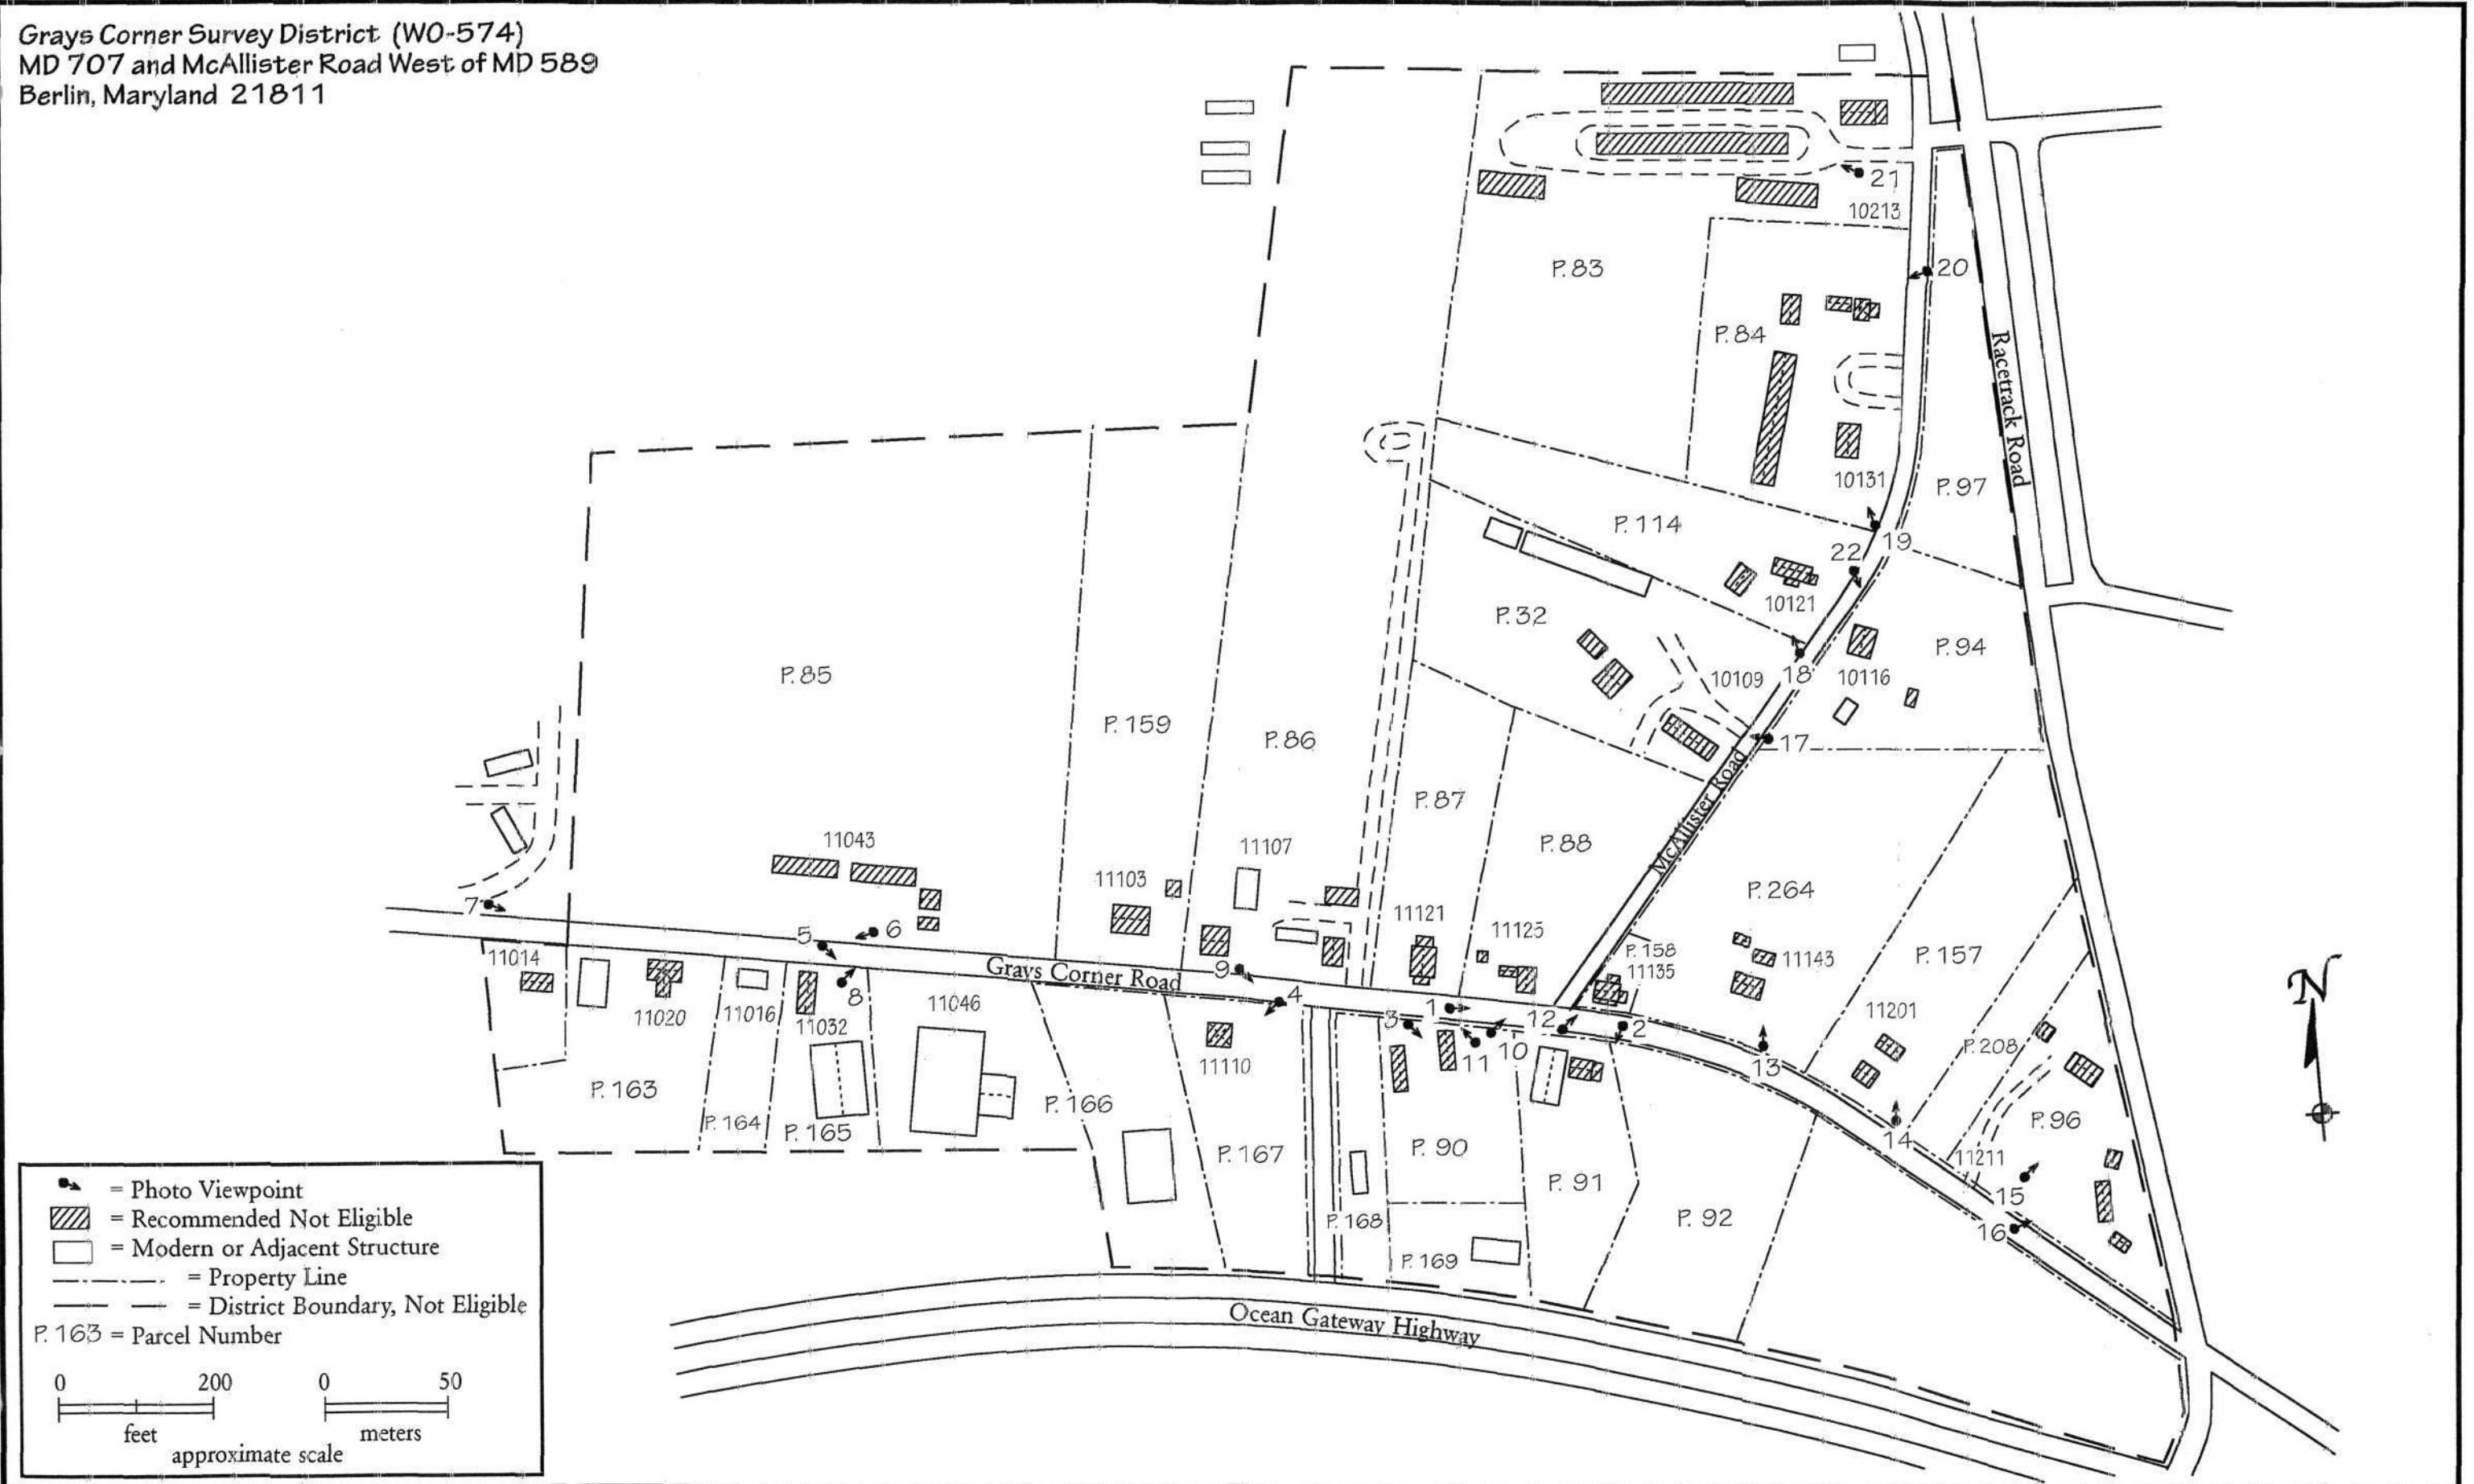 Grays Corner Survey District (WO-574)
MD 707 and McAllister Road West of MD 589
Berlin, Maryland 21811
21
10213
P.83
20
P.84
Racetrack Road
10131
P.97
P.114
19
22
10121
P.32
P.94
10109
18
10116
P.85
17
P.159
P.86
McAllister Road
P.87
P.88
11043
11107
11103
P.264
7
11121
5
6
11125
P.158
11143
P.157
11014
Grays Corner Road
9
11135
8
4
1
12
2
11201
11020
11016
11032
11046
3
11
10
13
P.208
11110
P.163
P.164
P.165
P.166
P.96
14
P.167
P.90
11211
P.91
15
P.168
P.92
16
P.169
Ocean Gateway Highway
N
= Photo Viewpoint
= Recommended Not Eligible
= Modern or Adjacent Structure
= Property Line
= District Boundary, Not Eligible
P. 163 = Parcel Number
0 200 0 50
feet meters
approximate scale